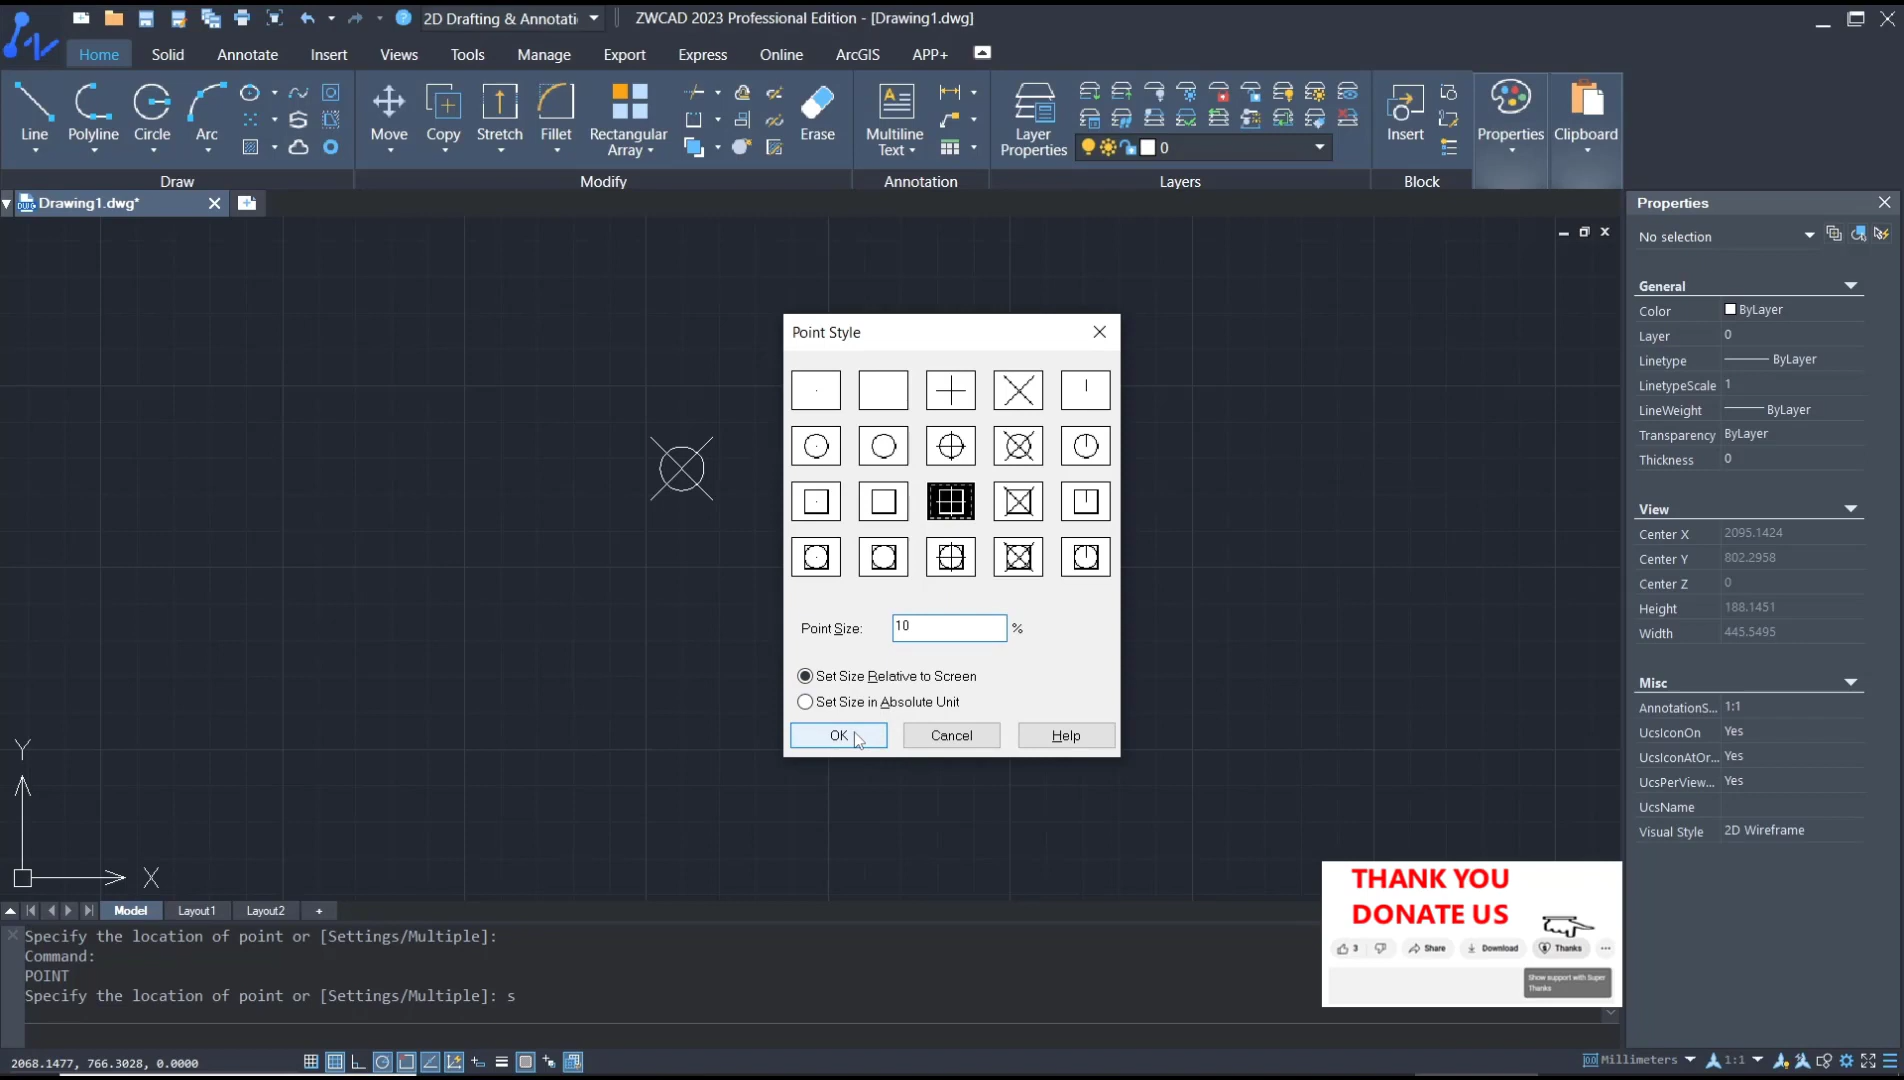 2D Drafting & Annotati
ZWCAD 2023 Professional Edition - [Drawing1.dwg]
Home Solid Annotate Insert Views Tools Manage Export Express Online ArcGIS APP+
Line Polyline Circle Arc
Move Copy Stretch Fillet Rectangular Array Erase
Multiline Text
Layer Properties
0
Insert
Properties
Clipboard
Draw Modify Annotation Layers Block
Drawing1.dwg*
Properties
No selection
General
Color ByLayer
Layer 0
Linetype ByLayer
LinetypeScale 1
LineWeight ByLayer
Transparency ByLayer
Thickness 0
View
Center X 2095.1424
Center Y 802.2958
Center Z 0
Height 188.1451
Width 445.5495
Misc
AnnotationS... 1:1
UcsIconOn Yes
UcsIconAtOr... Yes
UcsPerView... Yes
UcsName
Visual Style 2D Wireframe
Point Style
Point Size: 10 %
Set Size Relative to Screen
Set Size in Absolute Unit
OK Cancel Help
Y
X
THANK YOU
DONATE US
3 Share Download Thanks ...
Show support with Super
Thanks
Model Layout1 Layout2 +
Specify the location of point or [Settings/Multiple]:
Command:
POINT
Specify the location of point or [Settings/Multiple]: s
2068.1477, 766.3028, 0.0000
Millimeters 1:1